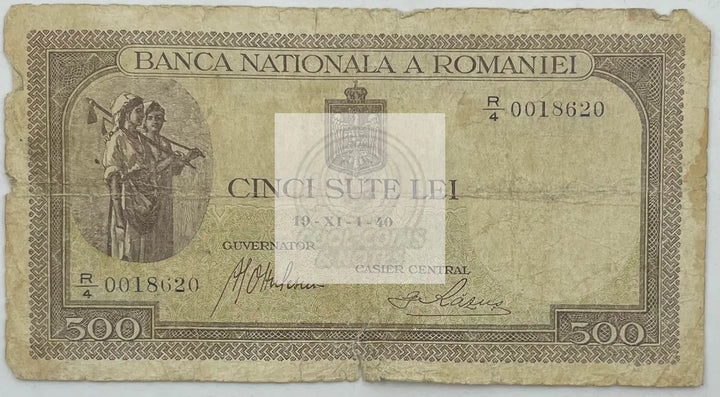 BANCA NATIONALA A ROMANIEI
R/4 0018620
CINCI SUTE LEI
19-XI-1-40
GUVERNATOR
CASIER CENTRAL
R/4 0018620
500
500